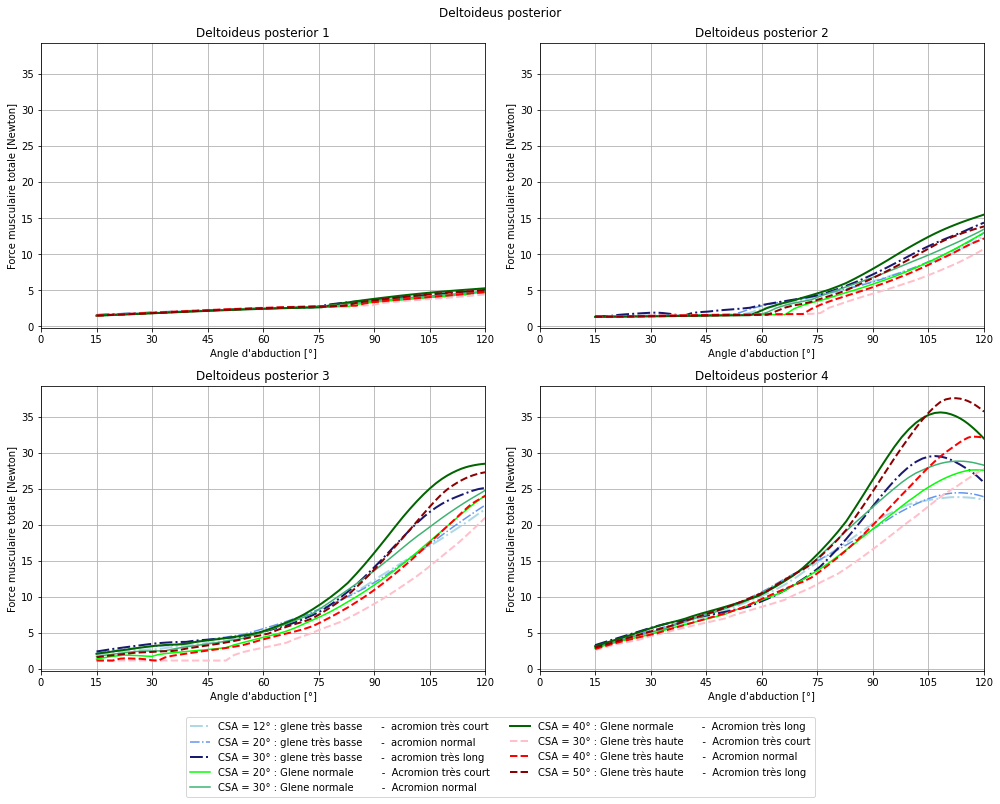 Deltoideus posterior
Deltoideus posterior 1
Deltoideus posterior 2
Force musculaire totale [Newton]
35
30
25
20
15
10
5
0
0 15 30 45 60 75 90 105 120
Angle d'abduction [°]
Force musculaire totale [Newton]
35
30
25
20
15
10
5
0
0 15 30 45 60 75 90 105 120
Angle d'abduction [°]
Deltoideus posterior 3
Deltoideus posterior 4
Force musculaire totale [Newton]
35
30
25
20
15
10
5
0
0 15 30 45 60 75 90 105 120
Angle d'abduction [°]
Force musculaire totale [Newton]
35
30
25
20
15
10
5
0
0 15 30 45 60 75 90 105 120
Angle d'abduction [°]
CSA = 12° : glene très basse - acromion très court
CSA = 20° : glene très basse - acromion normal
CSA = 30° : glene très basse - acromion très long
CSA = 20° : Glene normale - Acromion très court
CSA = 30° : Glene normale - Acromion normal
CSA = 40° : Glene normale - Acromion très long
CSA = 30° : Glene très haute - Acromion très court
CSA = 40° : Glene très haute - Acromion normal
CSA = 50° : Glene très haute - Acromion très long